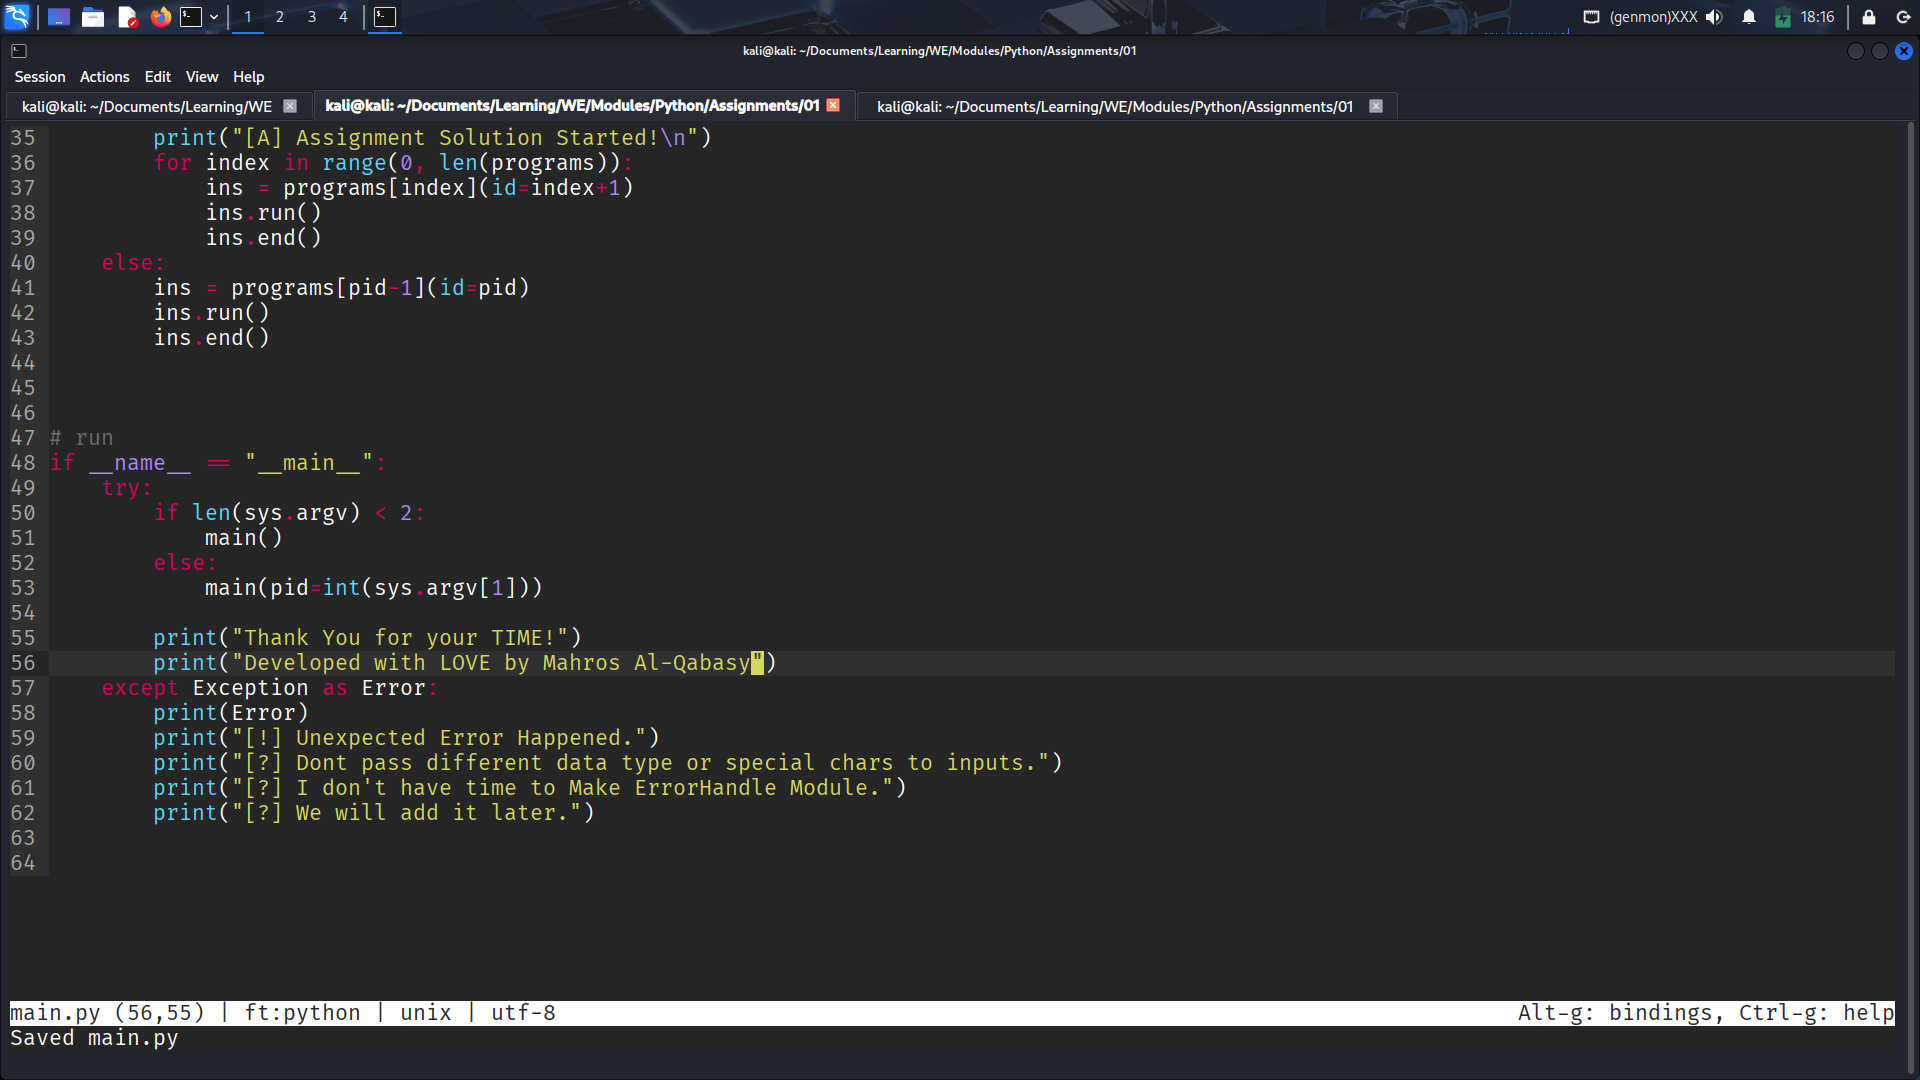 1 2 3 4 (genmon)XXX 18:16
kali@kali: ~/Documents/Learning/WE/Modules/Python/Assignments/01
Session Actions Edit View Help
kali@kali: ~/Documents/Learning/WE kali@kali: ~/Documents/Learning/WE/Modules/Python/Assignments/01 kali@kali: ~/Documents/Learning/WE/Modules/Python/Assignments/01
35         print("[A] Assignment Solution Started!\n")
36         for index in range(0, len(programs)):
37             ins = programs[index](id=index+1)
38             ins.run()
39             ins.end()
40     else:
41         ins = programs[pid-1](id=pid)
42         ins.run()
43         ins.end()
44
45
46
47 # run
48 if __name__ == "__main__":
49     try:
50         if len(sys.argv) < 2:
51             main()
52         else:
53             main(pid=int(sys.argv[1]))
54
55         print("Thank You for your TIME!")
56         print("Developed with LOVE by Mahros Al-Qabasy")
57     except Exception as Error:
58         print(Error)
59         print("[!] Unexpected Error Happened.")
60         print("[?] Dont pass different data type or special chars to inputs.")
61         print("[?] I don't have time to Make ErrorHandle Module.")
62         print("[?] We will add it later.")
63
64
main.py (56,55) | ft:python | unix | utf-8 Alt-g: bindings, Ctrl-g: help
Saved main.py